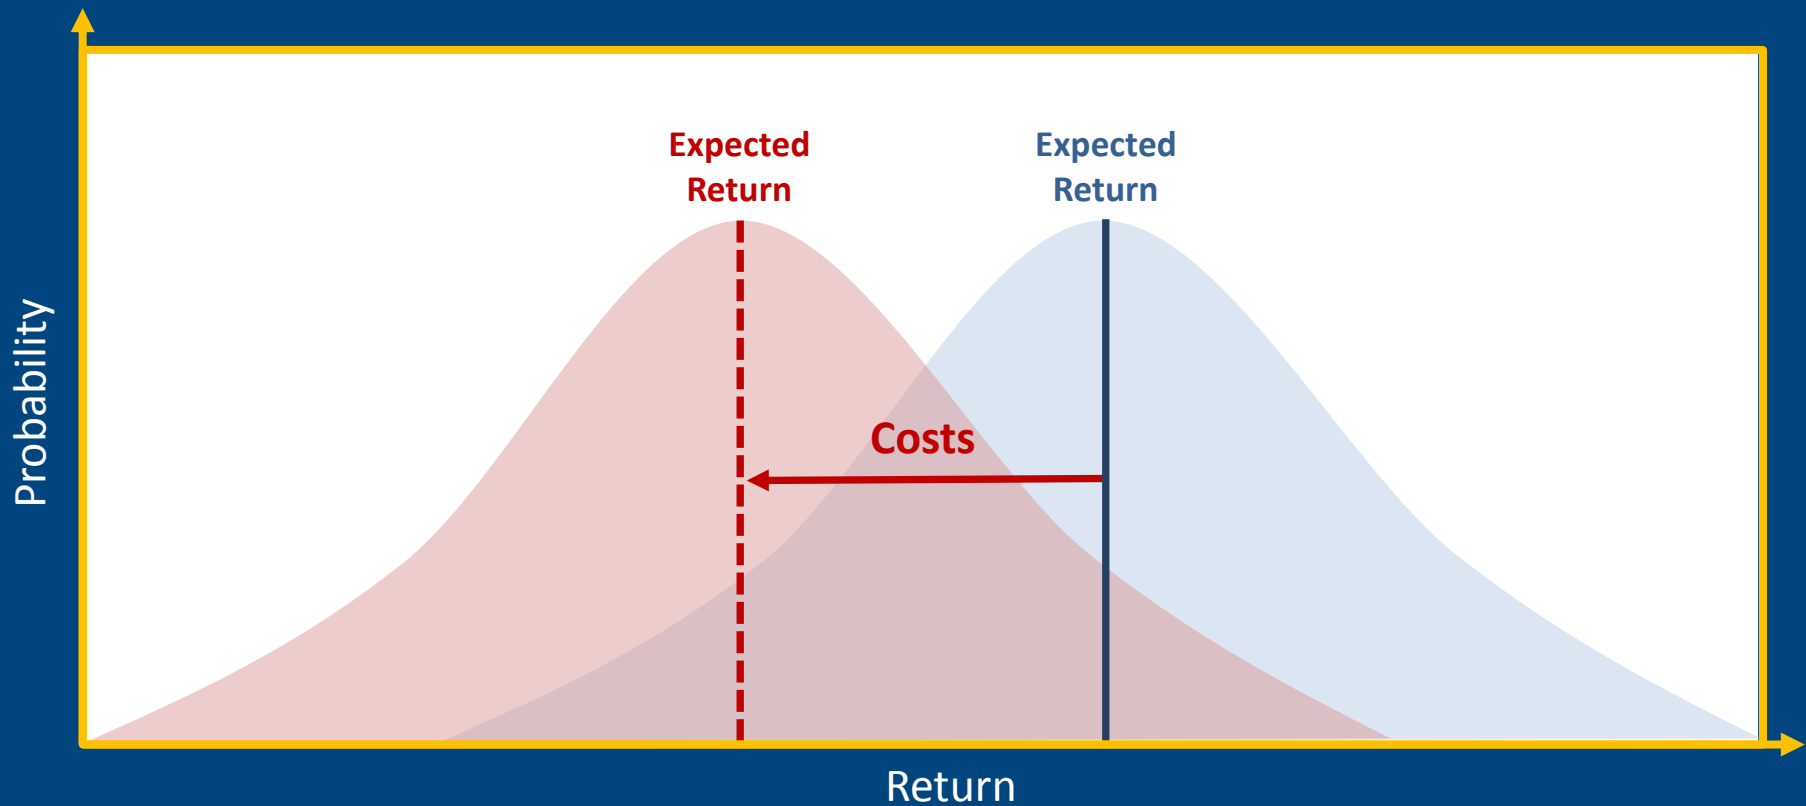 Expected
Return
Expected
Return
Costs
Probability
Return